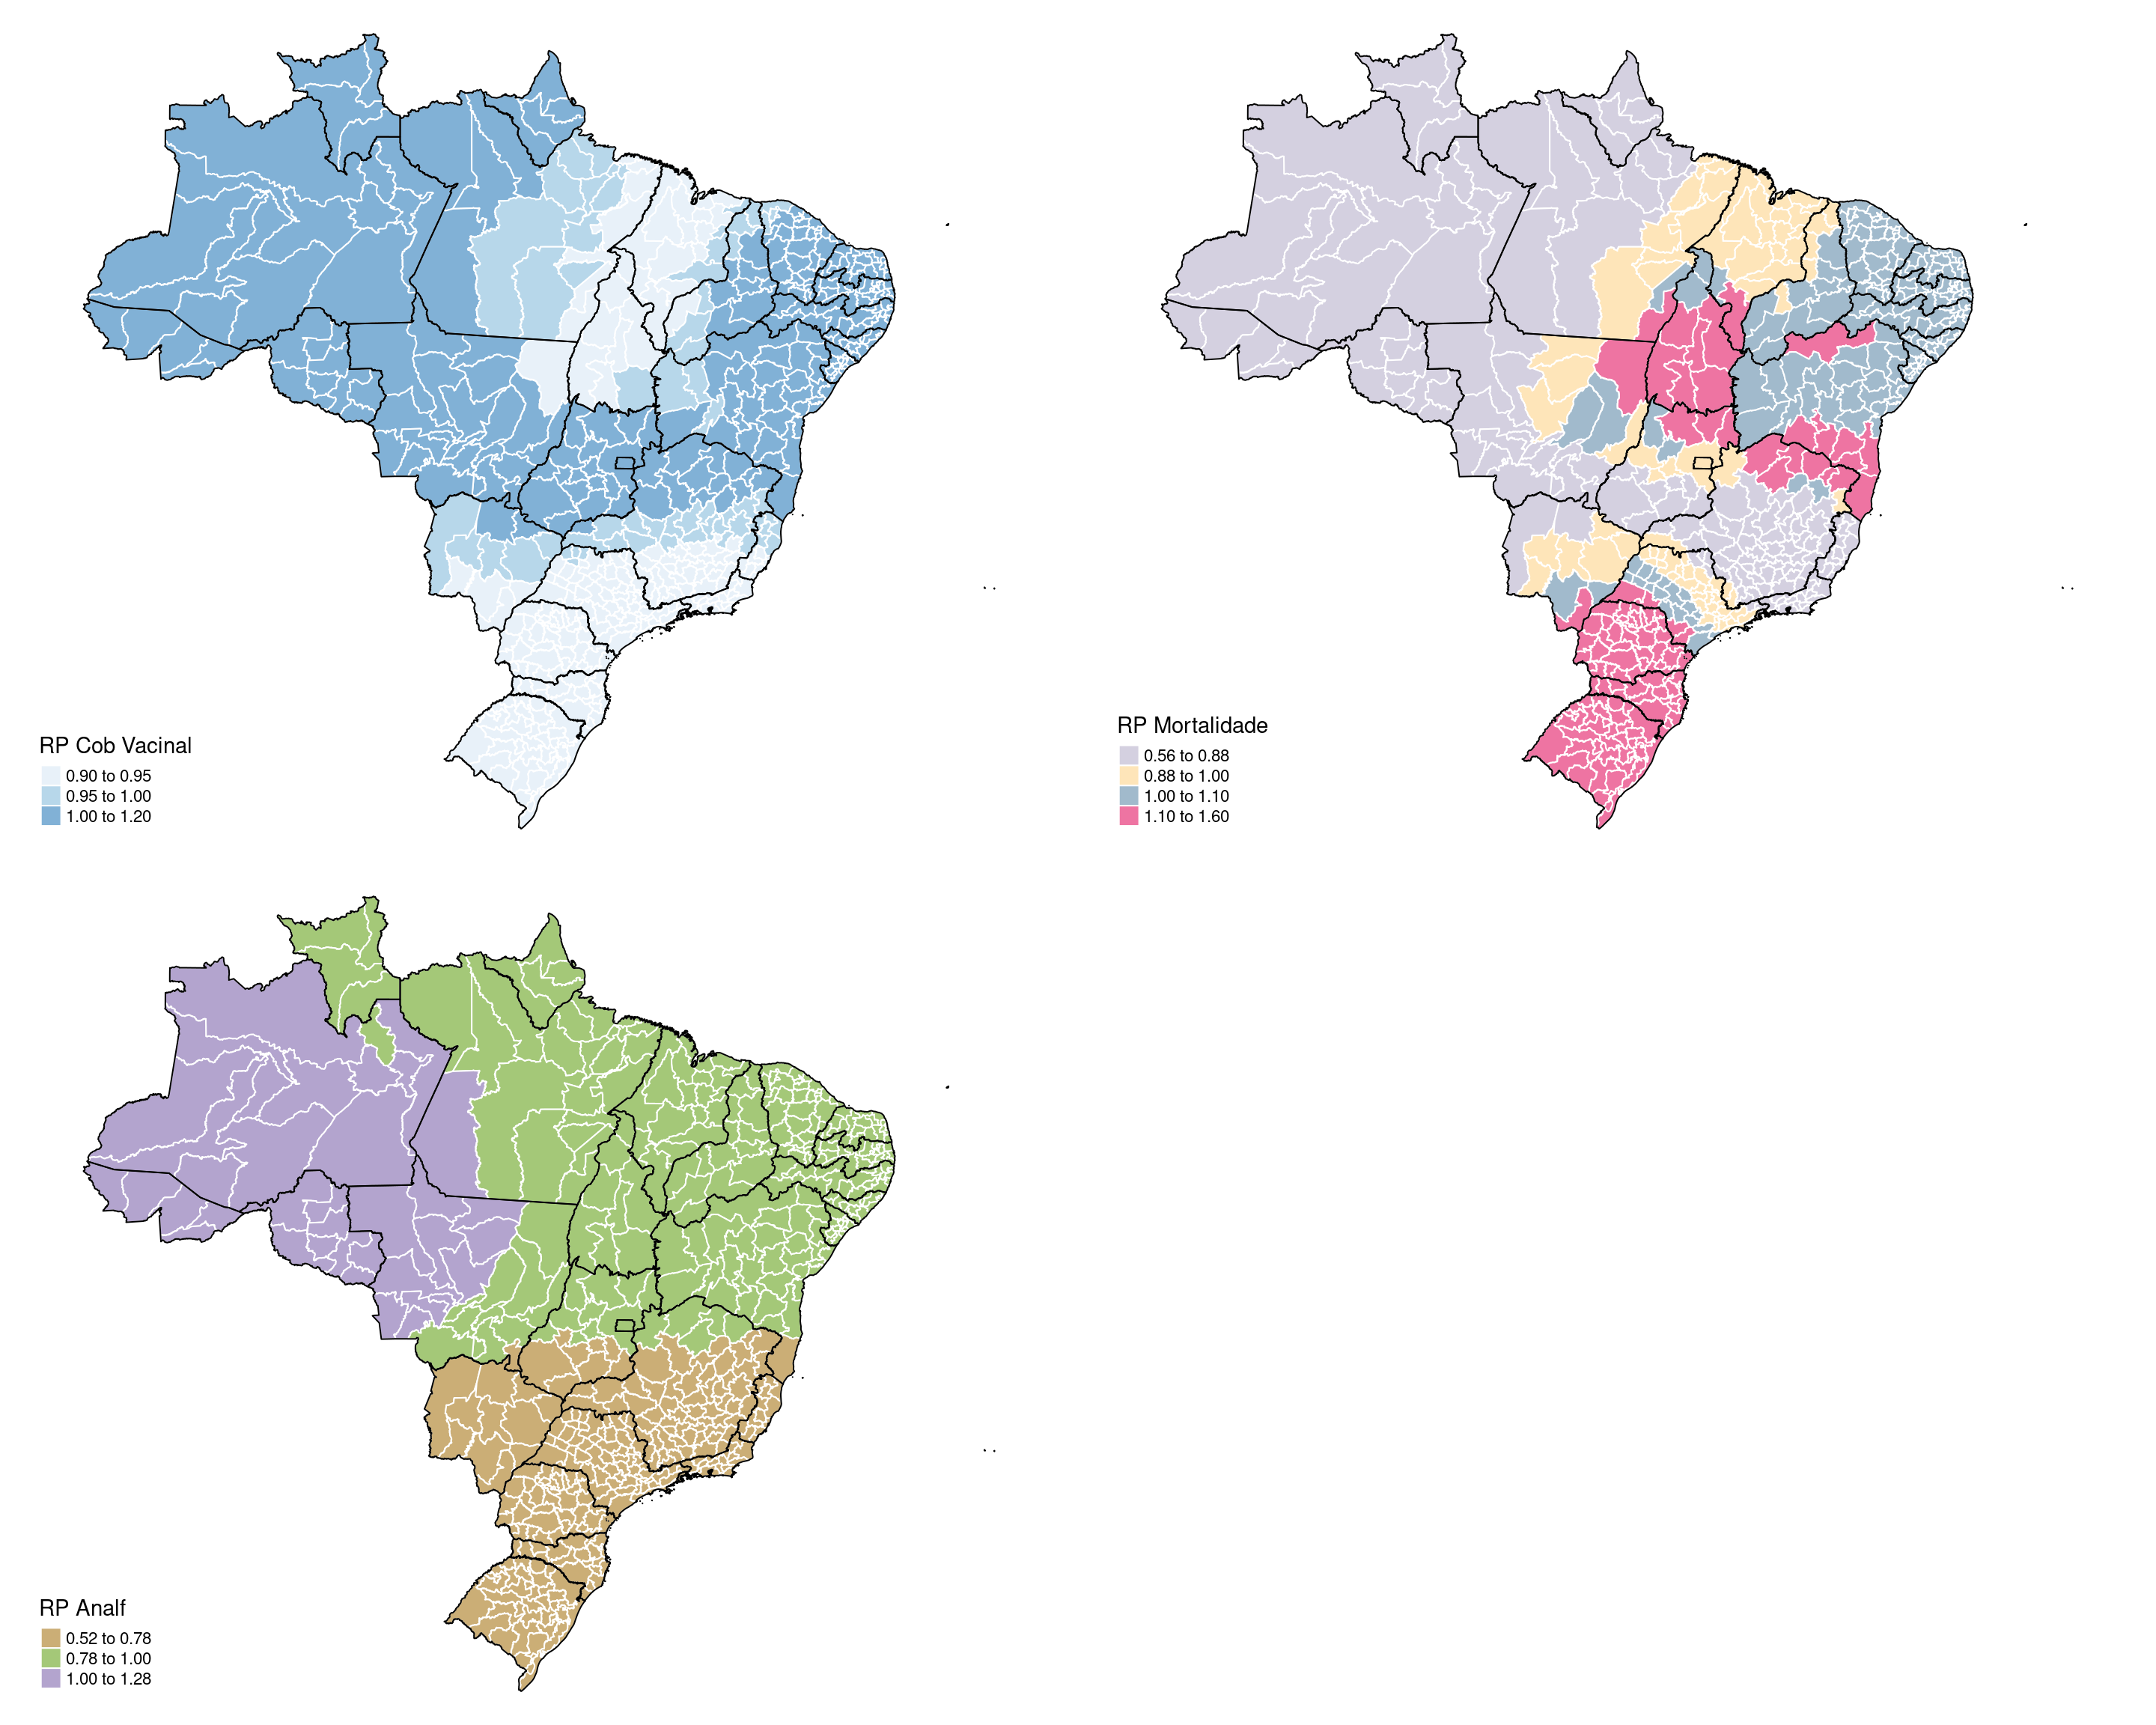 RP Cob Vacinal
0.90 to 0.95
0.95 to 1.00
1.00 to 1.20
RP Mortalidade
0.56 to 0.88
0.88 to 1.00
1.00 to 1.10
1.10 to 1.60
RP Analf
0.52 to 0.78
0.78 to 1.00
1.00 to 1.28